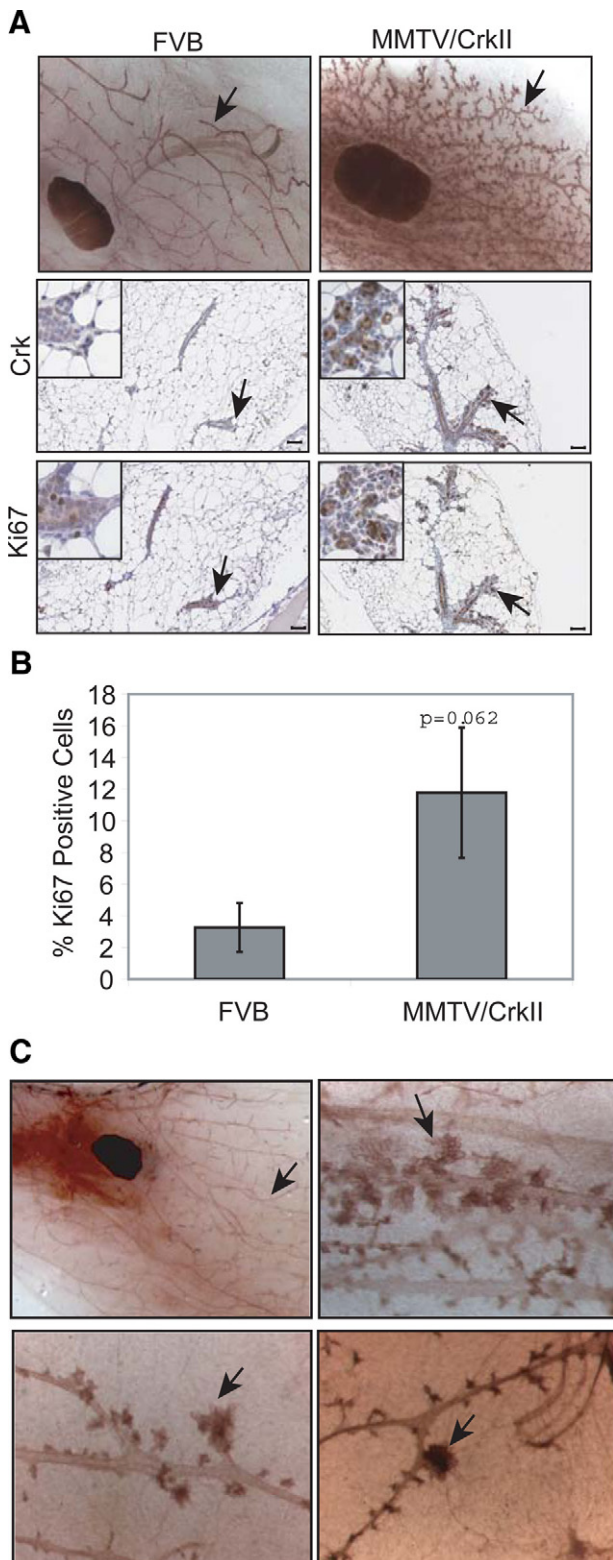 A
FVB
MMTV/CrkII
Crk
Ki67
B
% Ki67 Positive Cells
18
16
14
12
10
8
6
4
2
0
p=0.062
FVB
MMTV/CrkII
C